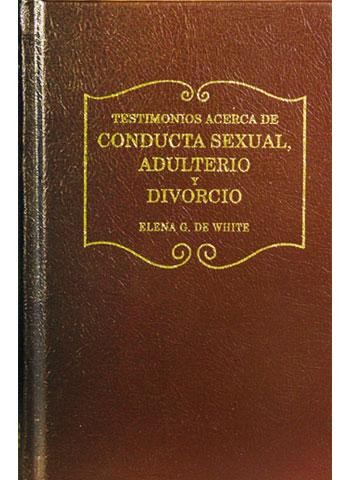 TESTIMONIOS ACERCA DE
CONDUCTA SEXUAL,
ADULTERIO
Y
DIVORCIO
ELENA G. DE WHITE